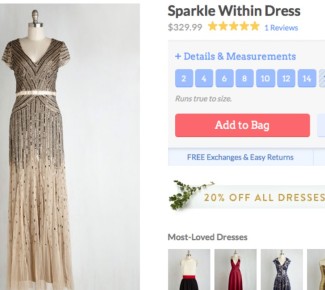 Sparkle Within Dress
$329.99 1 Reviews
+ Details & Measurements
2 4 6 8 10 12 14
Runs true to size.
Add to Bag
FREE Exchanges & Easy Returns
20% OFF ALL DRESSES
Most-Loved Dresses